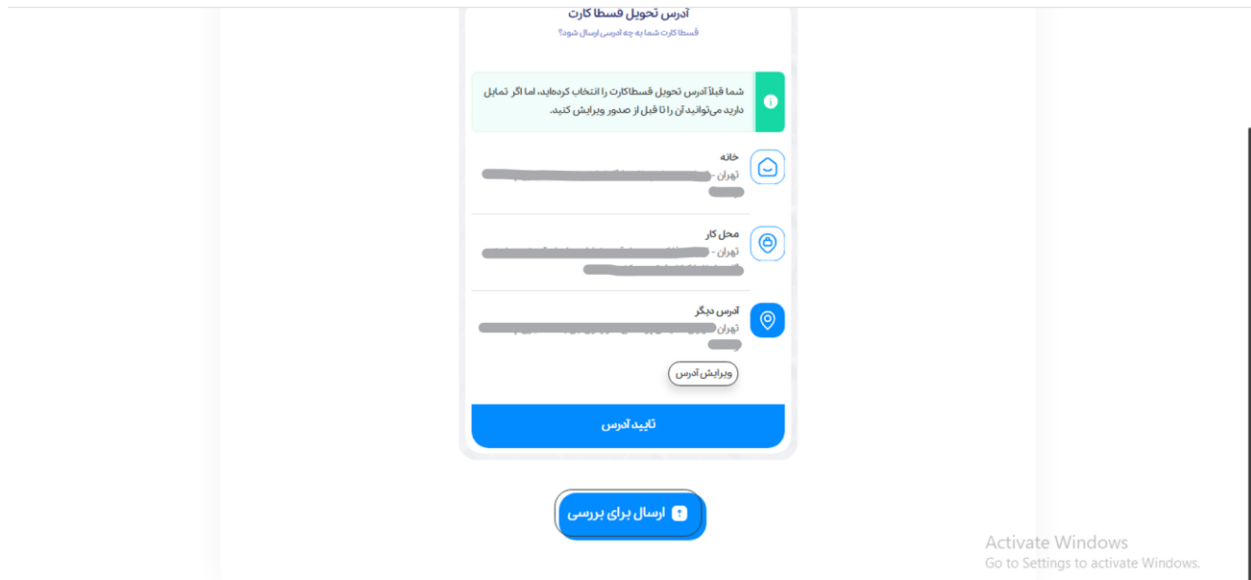 آدرس تحویل قسطا کارت
قسطا کارت شما به چه آدرسی ارسال شود؟
شما قبلاً آدرس تحویل قسطاکارت را انتخاب کرده‌اید، اما اگر تمایل
دارید می‌توانید آن را تا قبل از صدور ویرایش کنید.
خانه
تهران -
محل کار
تهران -
آدرس دیگر
تهران
ویرایش آدرس
تایید آدرس
ارسال برای بررسی
Activate Windows
Go to Settings to activate Windows.